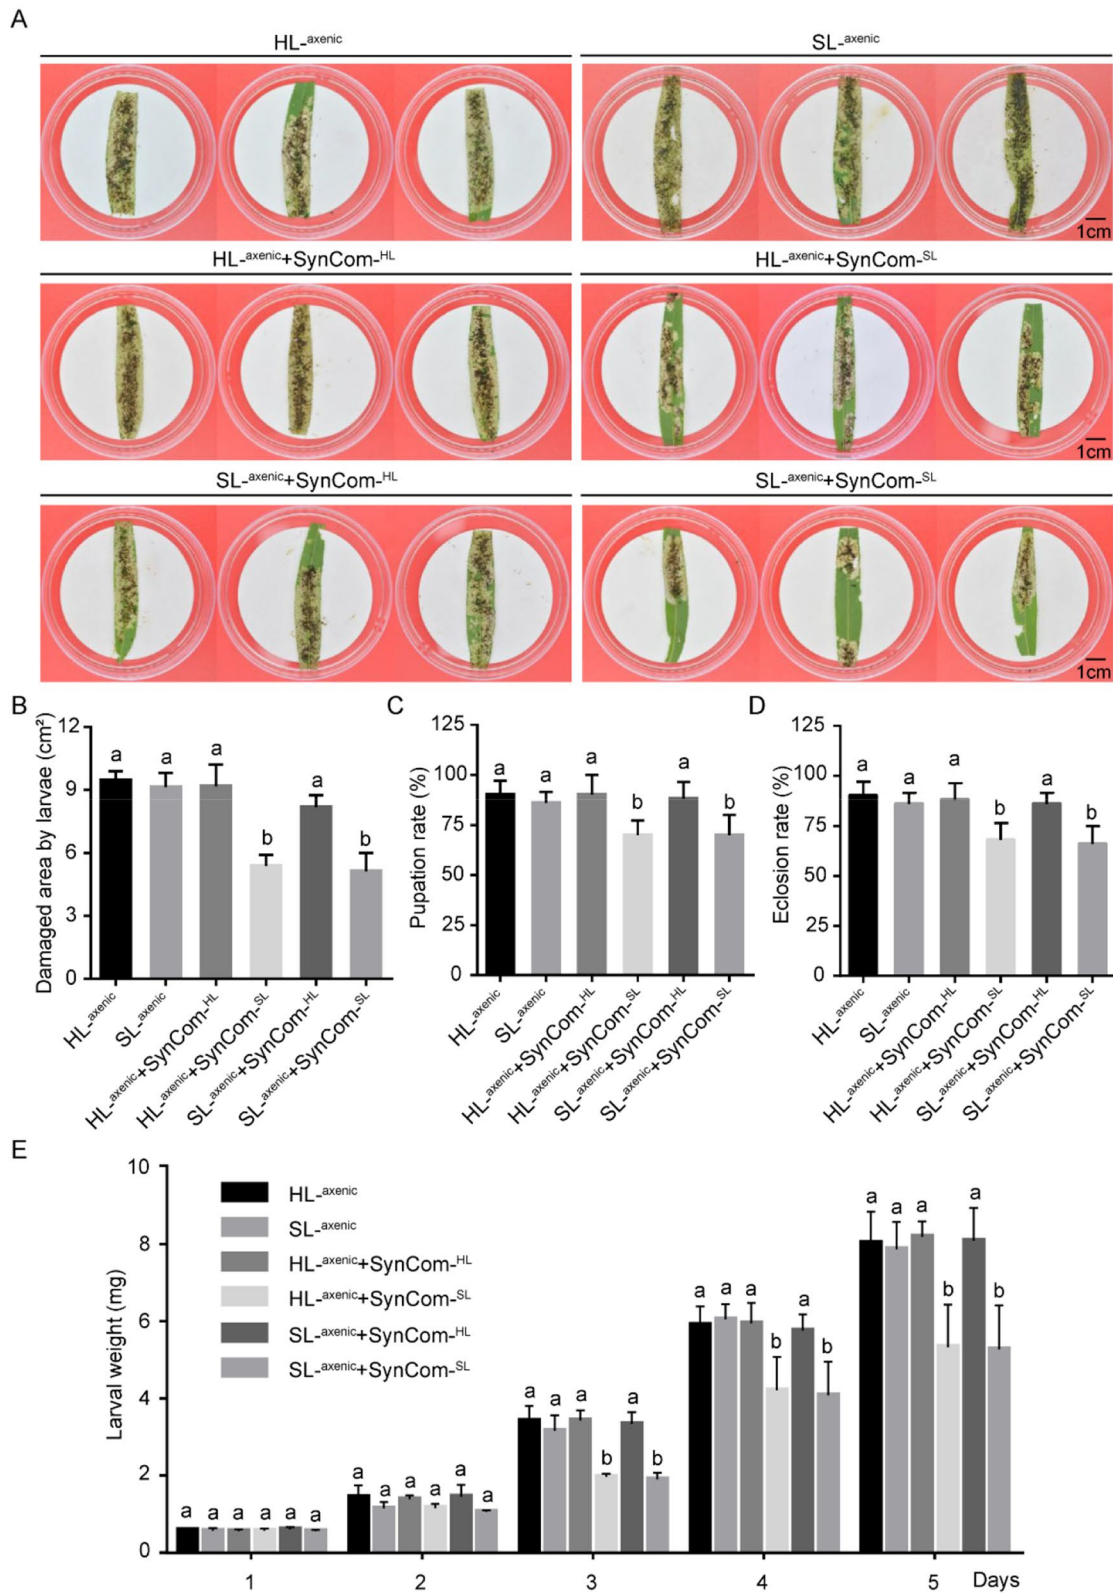 A
HL-axenic
SL-axenic
1cm
HL-axenic+SynCom-HL
HL-axenic+SynCom-SL
1cm
SL-axenic+SynCom-HL
SL-axenic+SynCom-SL
1cm
B
Damaged area by larvae (cm²)
12
9
6
3
0
a
a
a
b
a
b
HL-axenic
SL-axenic
HL-axenic+SynCom-HL
HL-axenic+SynCom-SL
SL-axenic+SynCom-HL
SL-axenic+SynCom-SL
C
Pupation rate (%)
125
100
75
50
25
0
a
a
a
b
a
b
HL-axenic
SL-axenic
HL-axenic+SynCom-HL
HL-axenic+SynCom-SL
SL-axenic+SynCom-HL
SL-axenic+SynCom-SL
D
Eclosion rate (%)
125
100
75
50
25
0
a
a
a
b
a
b
HL-axenic
SL-axenic
HL-axenic+SynCom-HL
HL-axenic+SynCom-SL
SL-axenic+SynCom-HL
SL-axenic+SynCom-SL
E
Larval weight (mg)
10
8
6
4
2
0
HL-axenic
SL-axenic
HL-axenic+SynCom-HL
HL-axenic+SynCom-SL
SL-axenic+SynCom-HL
SL-axenic+SynCom-SL
a a a a a a
a a a a a a
a a a b a b
a a a b a b
a a a b a b
1 2 3 4 5 Days